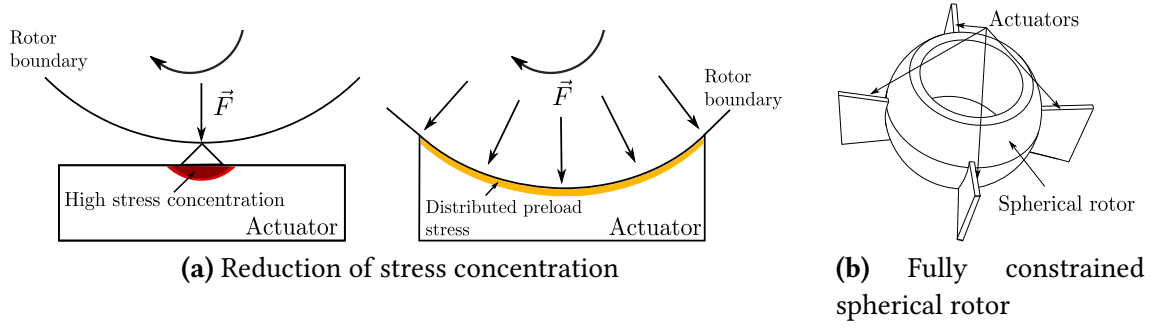 Rotor
boundary
F
High stress concentration
Actuator
F
Rotor
boundary
Distributed preload
stress
Actuator
(a) Reduction of stress concentration
Actuators
Spherical rotor
(b) Fully constrained
spherical rotor